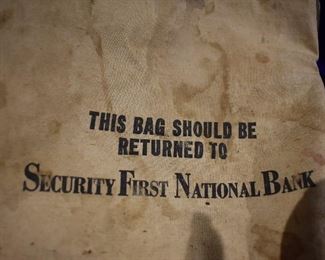 THIS BAG SHOULD BE
RETURNED TO
SECURITY FIRST NATIONAL BANK